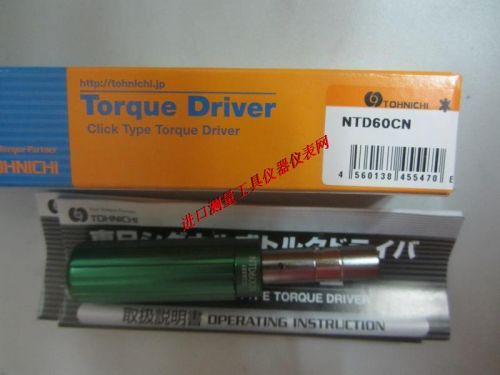 http://tohnichi.jp
Torque Driver
Click Type Torque Driver
Your Torque Partner
TOHNICHI
TOHNICHI
NTD60CN
4 560138 455470
进口测量工具仪器仪表网
TOHNICHI
TORQUE DRIVER
取扱説明書 OPERATING INSTRUCTION